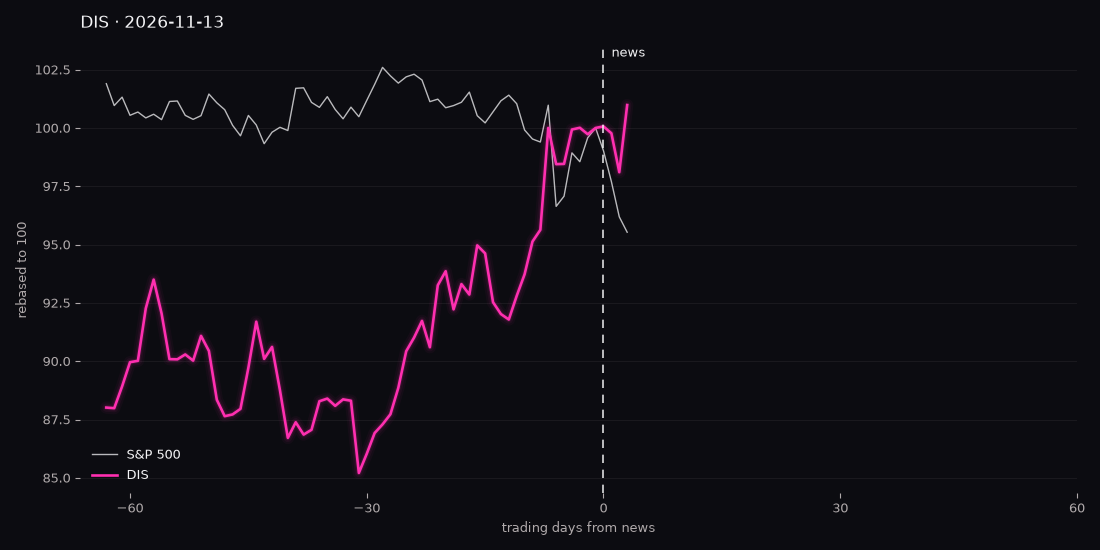 DIS · 2026-11-13
news
102.5
100.0
97.5
95.0
92.5
90.0
87.5
85.0
rebased to 100
S&P 500
DIS
−60
−30
0
30
60
trading days from news